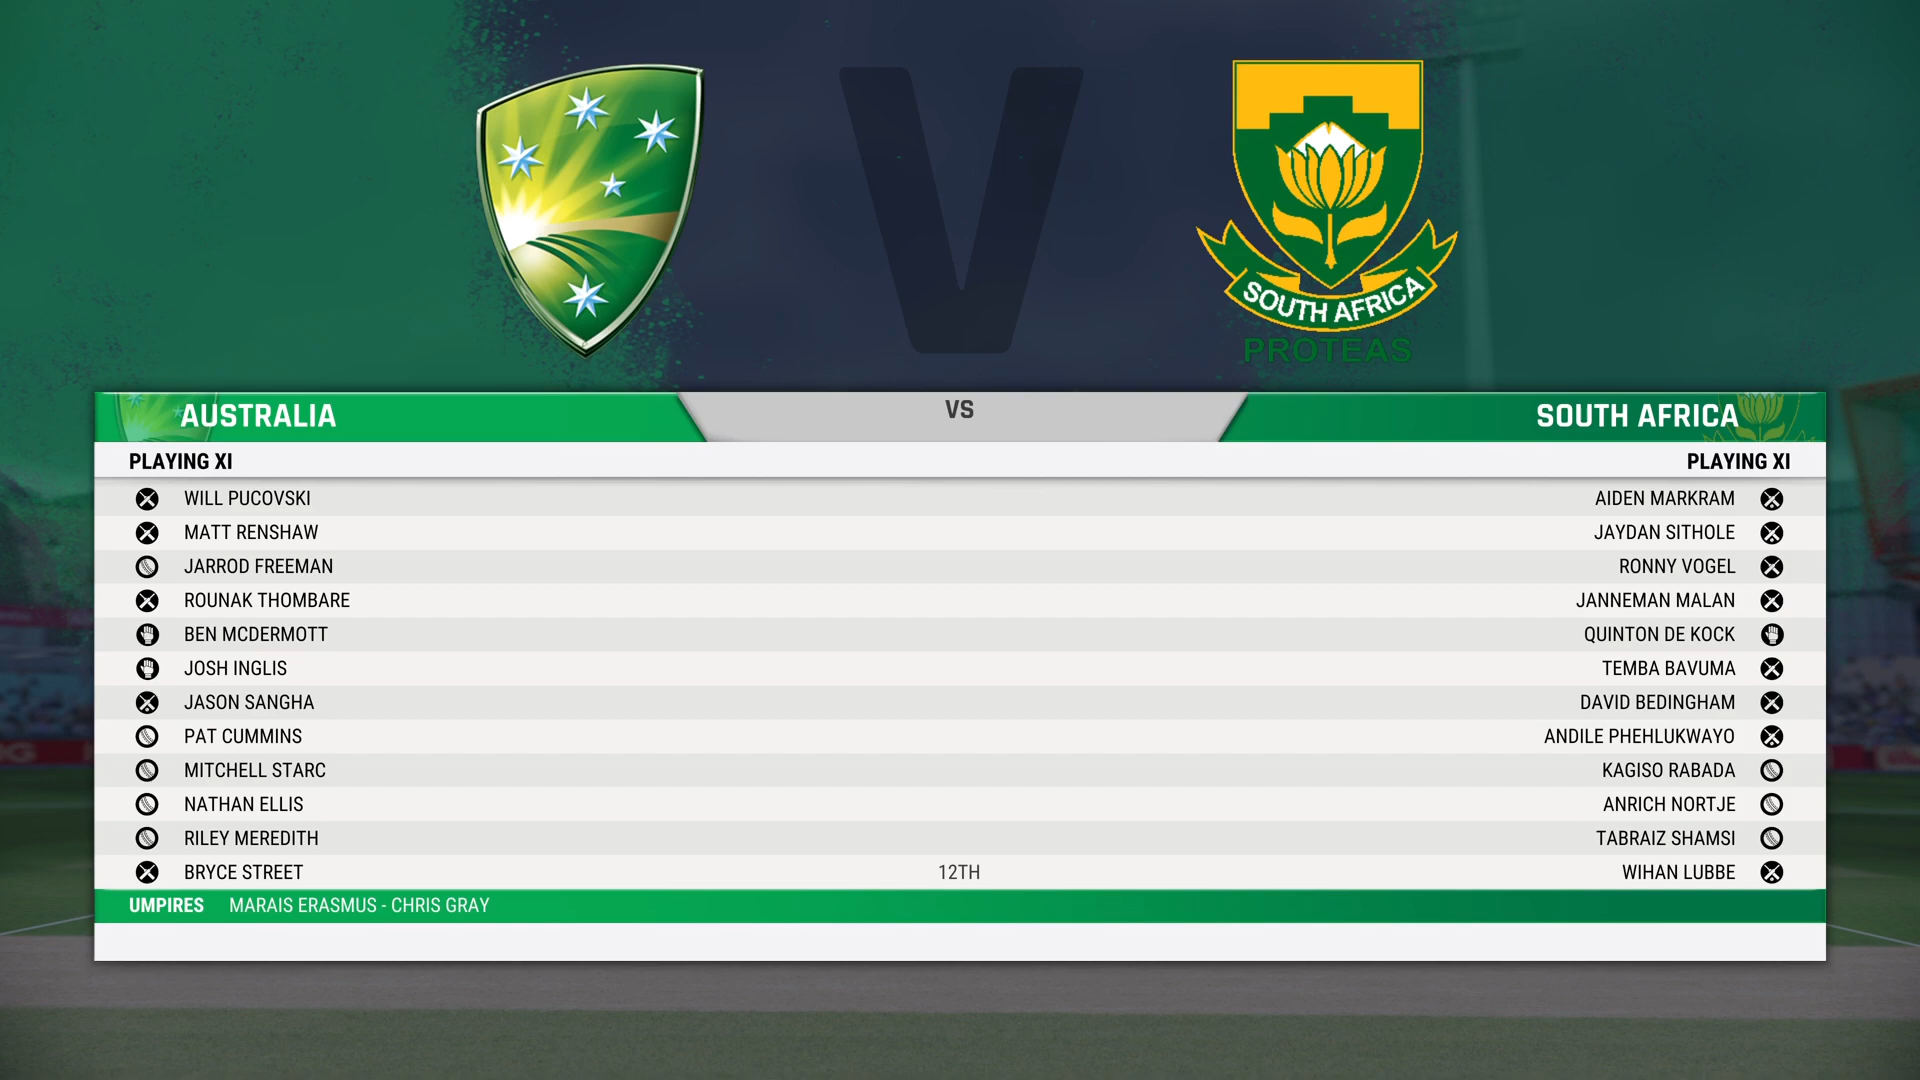 V
SOUTH AFRICA
PROTEAS
AUSTRALIA VS SOUTH AFRICA
PLAYING XI PLAYING XI
WILL PUCOVSKI AIDEN MARKRAM
MATT RENSHAW JAYDAN SITHOLE
JARROD FREEMAN RONNY VOGEL
ROUNAK THOMBARE JANNEMAN MALAN
BEN MCDERMOTT QUINTON DE KOCK
JOSH INGLIS TEMBA BAVUMA
JASON SANGHA DAVID BEDINGHAM
PAT CUMMINS ANDILE PHEHLUKWAYO
MITCHELL STARC KAGISO RABADA
NATHAN ELLIS ANRICH NORTJE
RILEY MEREDITH TABRAIZ SHAMSI
BRYCE STREET 12TH WIHAN LUBBE
UMPIRES MARAIS ERASMUS - CHRIS GRAY